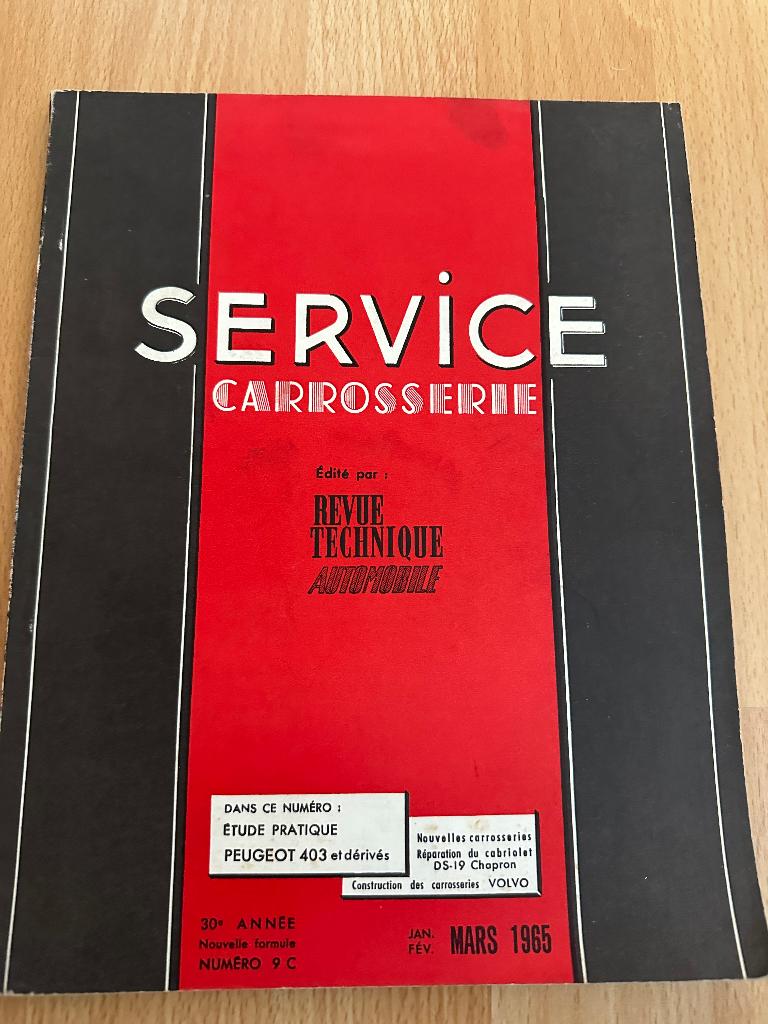 SERViCE
CARROSSERIE
Édité par :
REVUE
TECHNIQUE
AUTOMOBILE
DANS CE NUMÉRO :
ÉTUDE PRATIQUE
PEUGEOT 403 et dérivés
Nouvelles carrosseries
Réparation du cabriolet
DS-19 Chapron
Construction des carrosseries VOLVO
30e ANNÉE
Nouvelle formule
NUMÉRO 9 C
JAN.
FÉV. MARS 1965